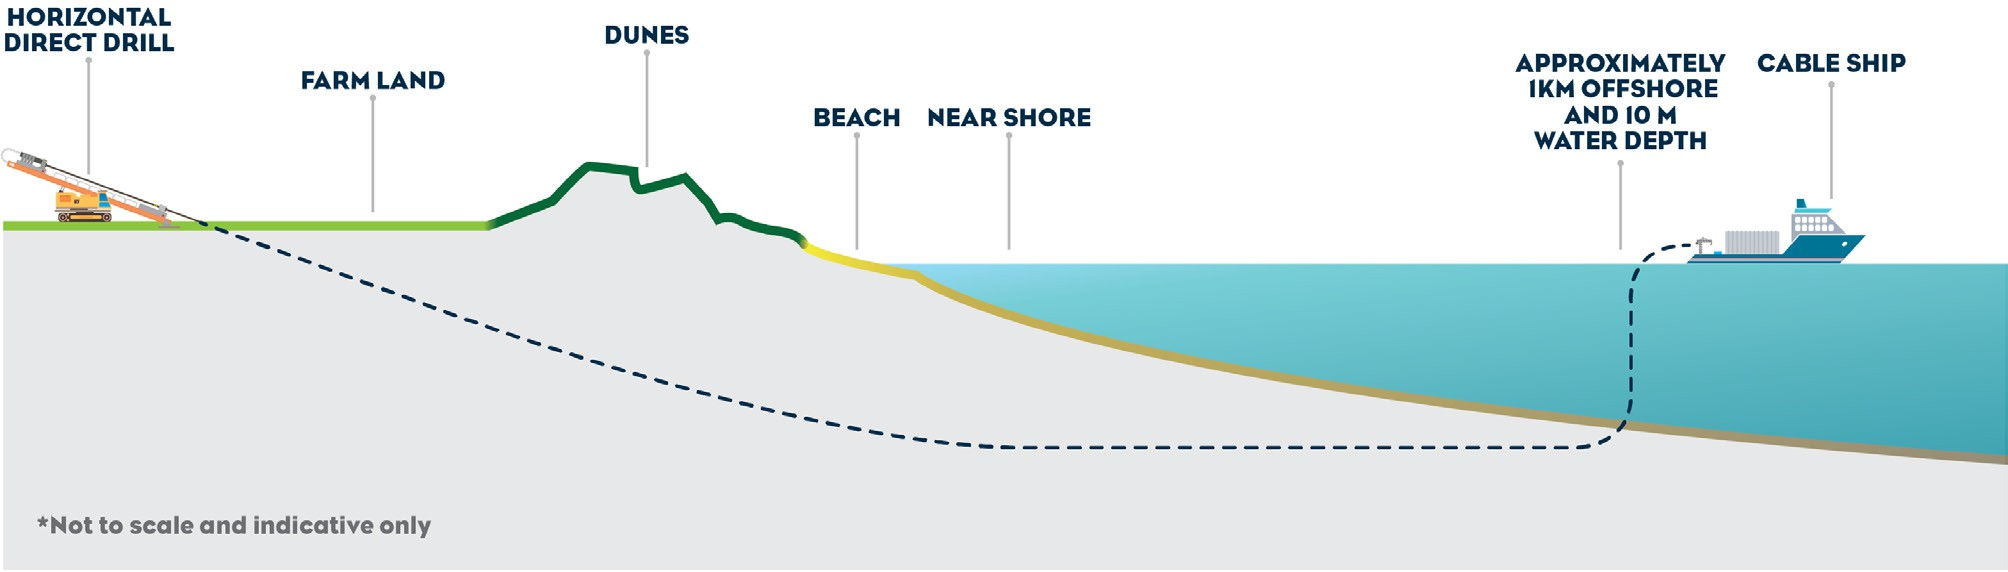 HORIZONTAL
DIRECT DRILL
FARM LAND
DUNES
BEACH
NEAR SHORE
APPROXIMATELY
1KM OFFSHORE
AND 10 M
WATER DEPTH
CABLE SHIP
*Not to scale and indicative only